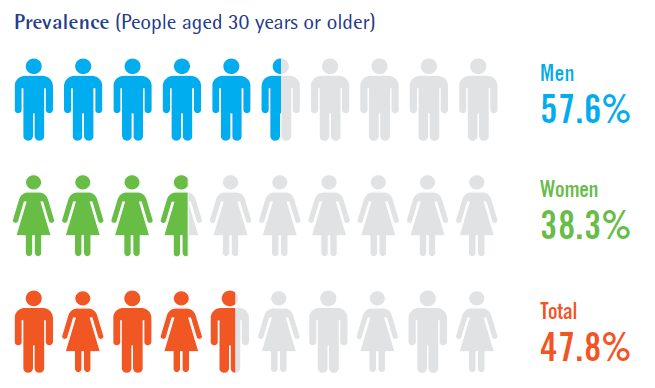 Prevalence (People aged 30 years or older)
Men
57.6%
Women
38.3%
Total
47.8%